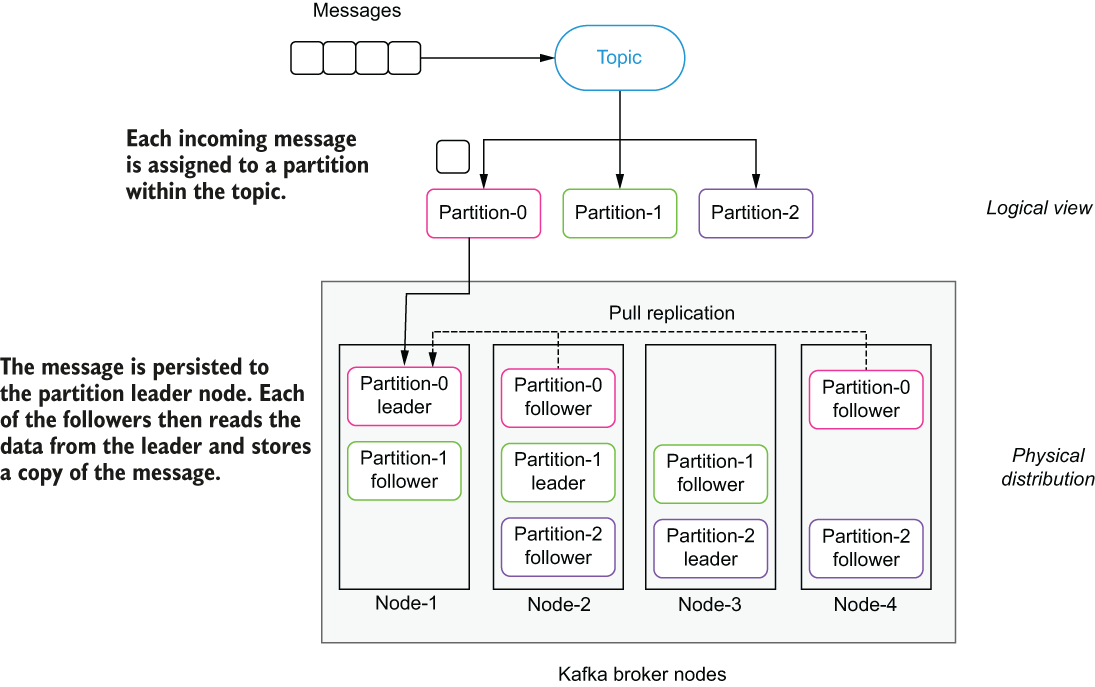 Messages
Topic
Each incoming message
is assigned to a partition
within the topic.
Partition-0
Partition-1
Partition-2
Logical view
Pull replication
The message is persisted to
the partition leader node. Each
of the followers then reads the
data from the leader and stores
a copy of the message.
Partition-0
leader
Partition-1
follower
Node-1
Partition-0
follower
Partition-1
leader
Partition-2
follower
Node-2
Partition-1
follower
Partition-2
leader
Node-3
Partition-0
follower
Partition-2
follower
Node-4
Physical
distribution
Kafka broker nodes